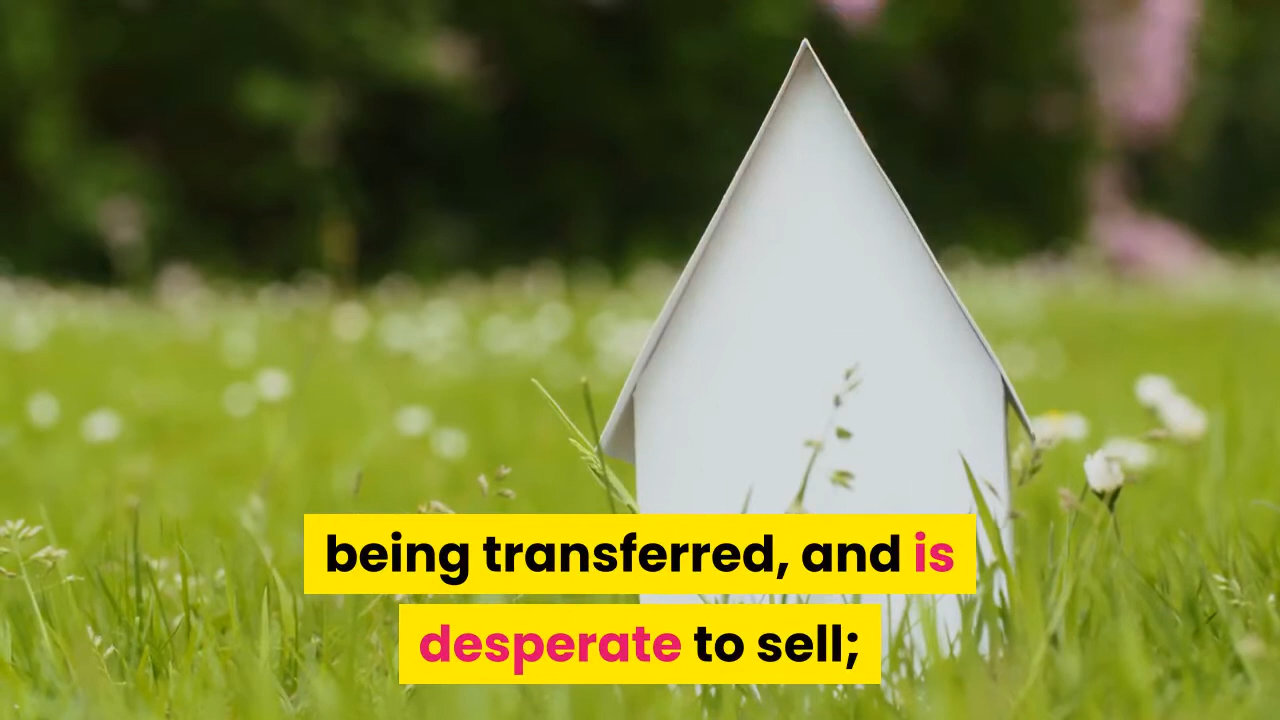 being transferred, and is
desperate to sell;